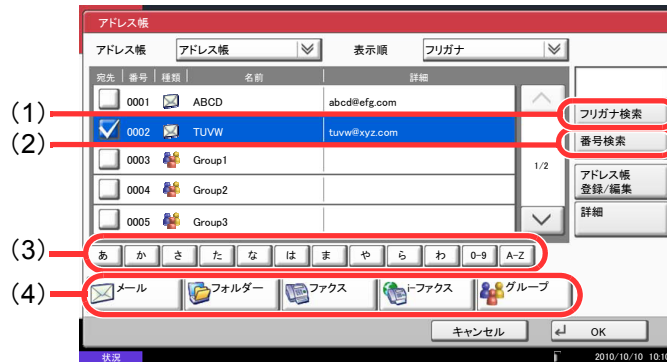 アドレス帳
アドレス帳 アドレス帳 表示順 フリガナ
宛先 番号 種類 名前 詳細
0001 ABCD abcd@efg.com
(1) フリガナ検索
0002 TUVW tuvw@xyz.com
(2) 番号検索
0003 Group1
1/2
アドレス帳
登録/編集
0004 Group2
詳細
0005 Group3
(3) あ か さ た な は ま や ら わ 0-9 A-Z
(4) メール フォルダー ファクス i-ファクス グループ
キャンセル OK
状況 2010/10/10 10:10